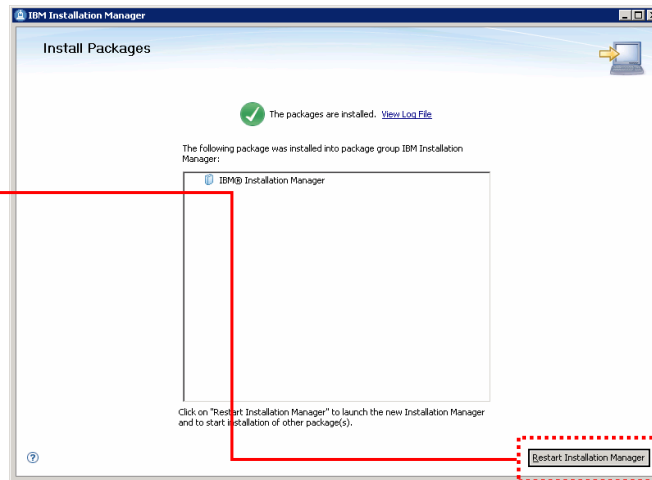 IBM Installation Manager
Install Packages
The packages are installed. View Log File
The following package was installed into package group IBM Installation
Manager:
IBM® Installation Manager
Click on "Restart Installation Manager" to launch the new Installation Manager
and to start installation of other package(s).
?
Restart Installation Manager